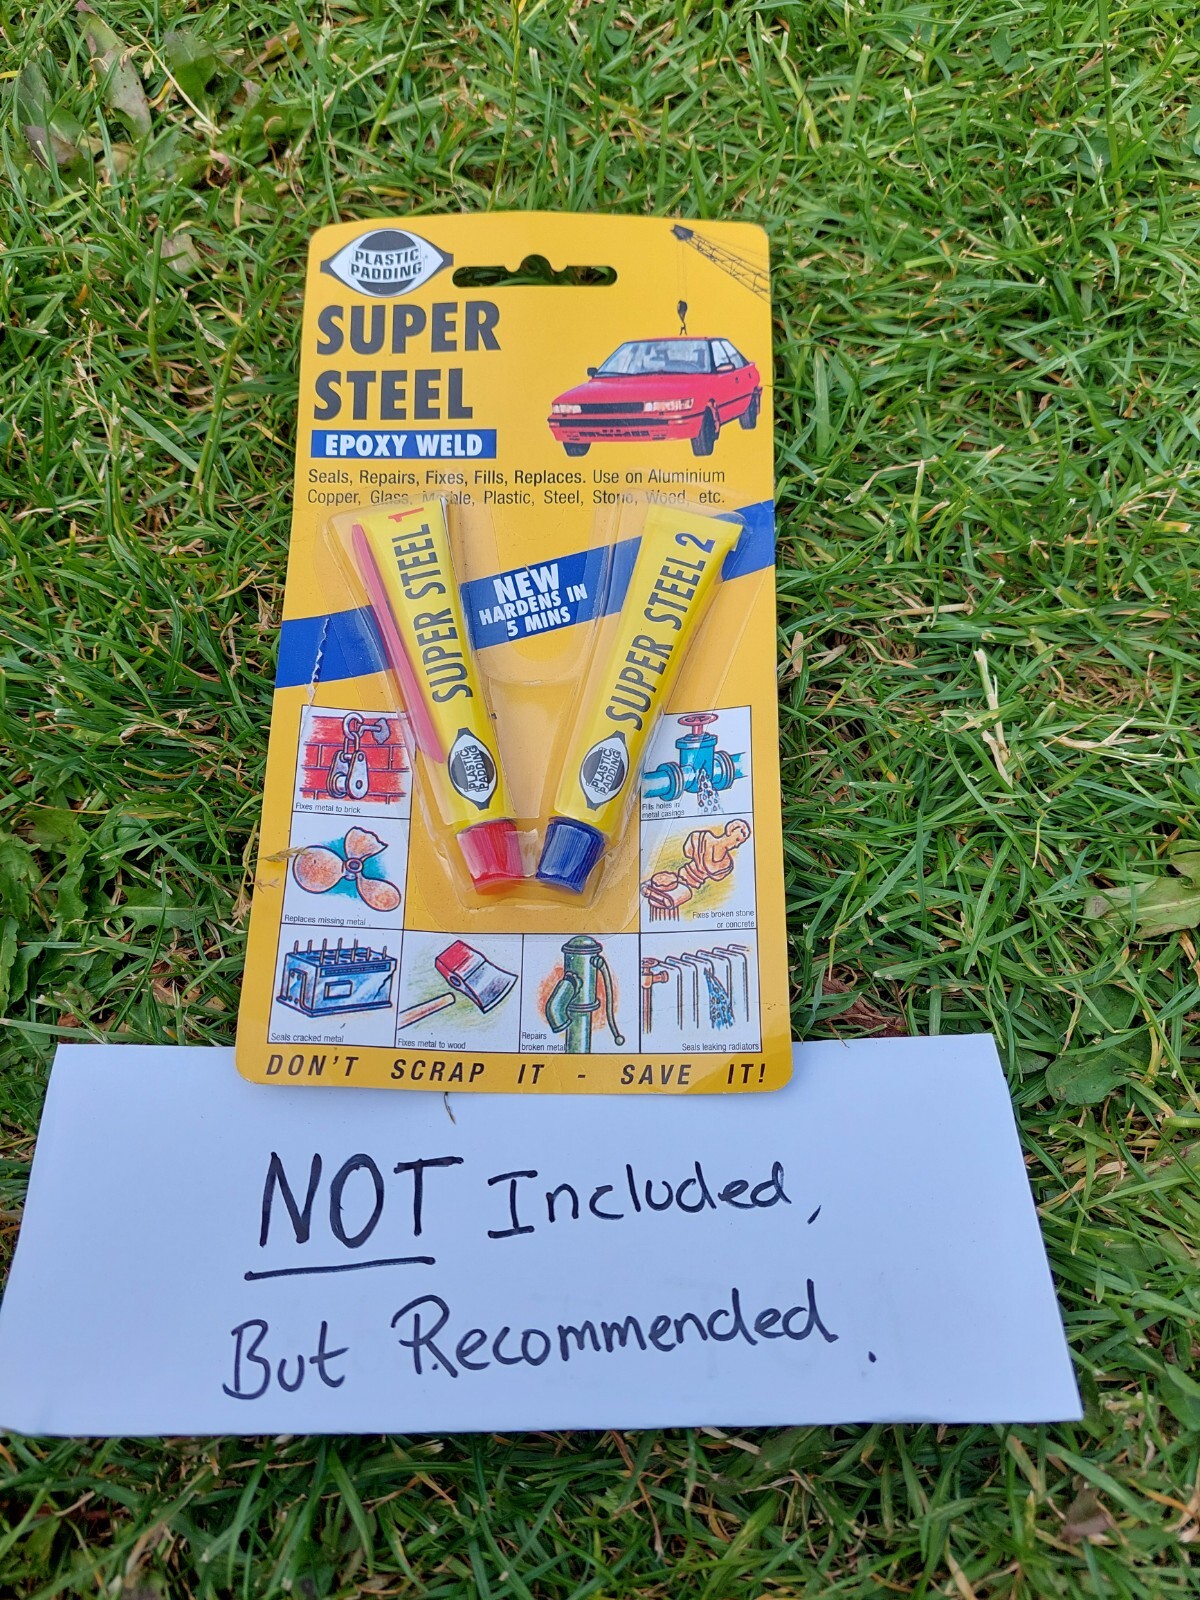 PLASTIC
PADDING
SUPER
STEEL
EPOXY WELD
Seals, Repairs, Fixes, Fills, Replaces. Use on Aluminium
Copper, Glass, Marble, Plastic, Steel, Stone, Wood, etc.
SUPER STEEL 1
PLASTIC
PADDING
NEW
HARDENS IN
5 MINS
SUPER STEEL 2
PLASTIC
PADDING
Fixes metal to brick
Fills holes in
metal casings
Replaces missing metal
Fixes broken stone
or concrete
Seals cracked metal
Fixes metal to wood
Repairs
broken metal
Seals leaking radiators
DON'T SCRAP IT - SAVE IT!
NOT Included,
But Recommended.